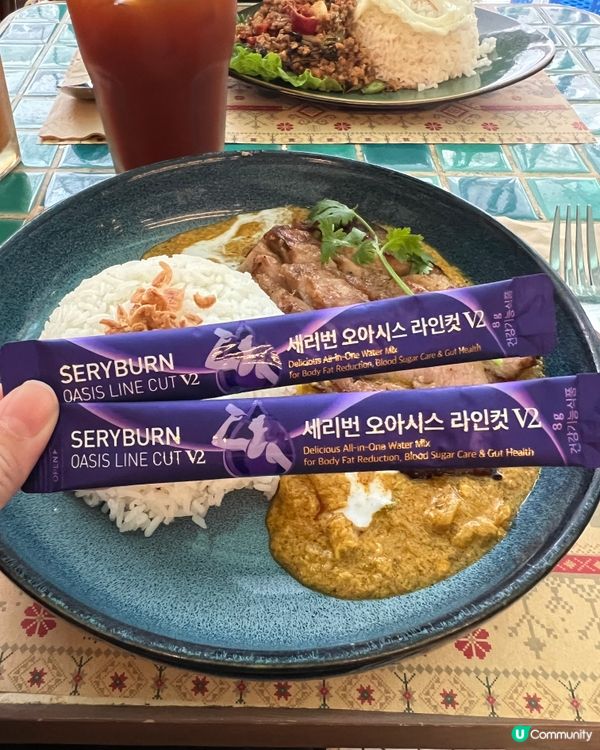 SERYBURN
OASIS LINE CUT V2
세리번 오아시스 라인컷 V2
Delicious All-in-One Water Mix
for Body Fat Reduction, Blood Sugar Care & Gut Health
8 g
건강기능식품
OPEN
SERYBURN
OASIS LINE CUT V2
세리번 오아시스 라인컷 V2
Delicious All-in-One Water Mix
for Body Fat Reduction, Blood Sugar Care & Gut Health
8 g
건강기능식품
U Community